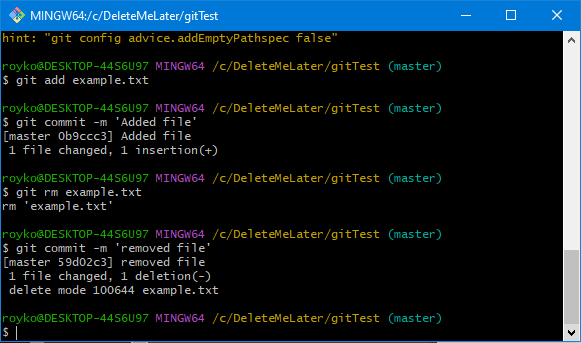 MINGW64:/c/DeleteMeLater/gitTest
hint: "git config advice.addEmptyPathspec false"
royko@DESKTOP-44S6U97 MINGW64 /c/DeleteMeLater/gitTest (master)
$ git add example.txt
royko@DESKTOP-44S6U97 MINGW64 /c/DeleteMeLater/gitTest (master)
$ git commit -m 'Added file'
[master 0b9ccc3] Added file
 1 file changed, 1 insertion(+)
royko@DESKTOP-44S6U97 MINGW64 /c/DeleteMeLater/gitTest (master)
$ git rm example.txt
rm 'example.txt'
royko@DESKTOP-44S6U97 MINGW64 /c/DeleteMeLater/gitTest (master)
$ git commit -m 'removed file'
[master 59d02c3] removed file
 1 file changed, 1 deletion(-)
 delete mode 100644 example.txt
royko@DESKTOP-44S6U97 MINGW64 /c/DeleteMeLater/gitTest (master)
$